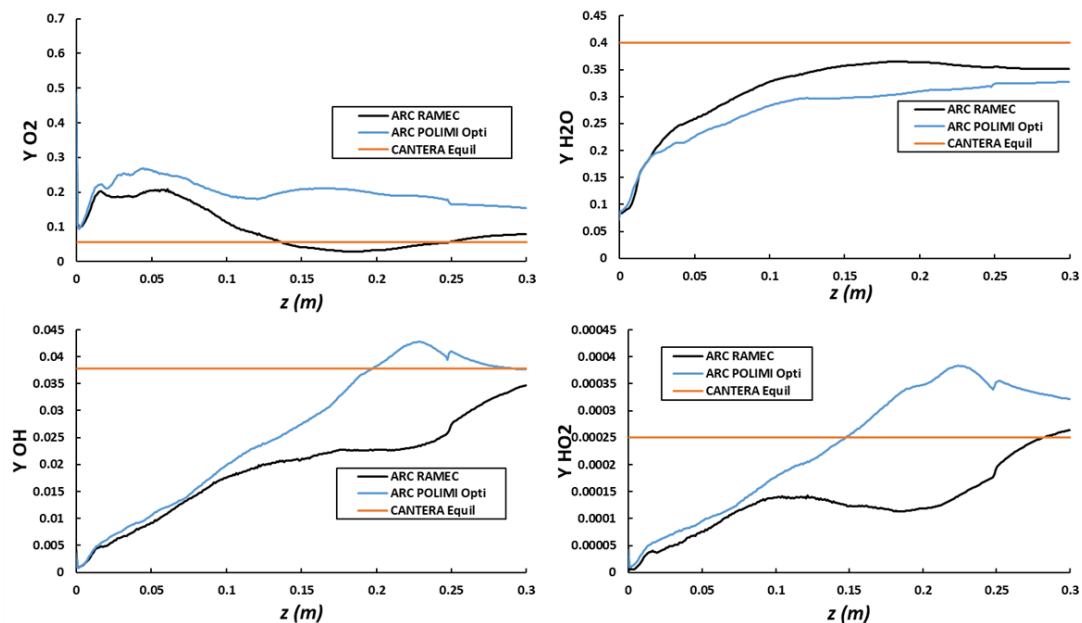 0.7
0.6
0.5
0.4
0.3
0.2
0.1
0
Y O2
ARC RAMEC
ARC POLIMI Opti
CANTERA Equil
0 0.05 0.1 0.15 0.2 0.25 0.3
z (m)
0.45
0.4
0.35
0.3
0.25
0.2
0.15
0.1
0.05
0
Y H2O
ARC RAMEC
ARC POLIMI Opti
CANTERA Equil
0 0.05 0.1 0.15 0.2 0.25 0.3
z (m)
0.045
0.04
0.035
0.03
0.025
0.02
0.015
0.01
0.005
0
Y OH
ARC RAMEC
ARC POLIMI Opti
CANTERA Equil
0 0.05 0.1 0.15 0.2 0.25 0.3
z (m)
0.00045
0.0004
0.00035
0.0003
0.00025
0.0002
0.00015
0.0001
0.00005
0
Y HO2
ARC RAMEC
ARC POLIMI Opti
CANTERA Equil
0 0.05 0.1 0.15 0.2 0.25 0.3
z (m)